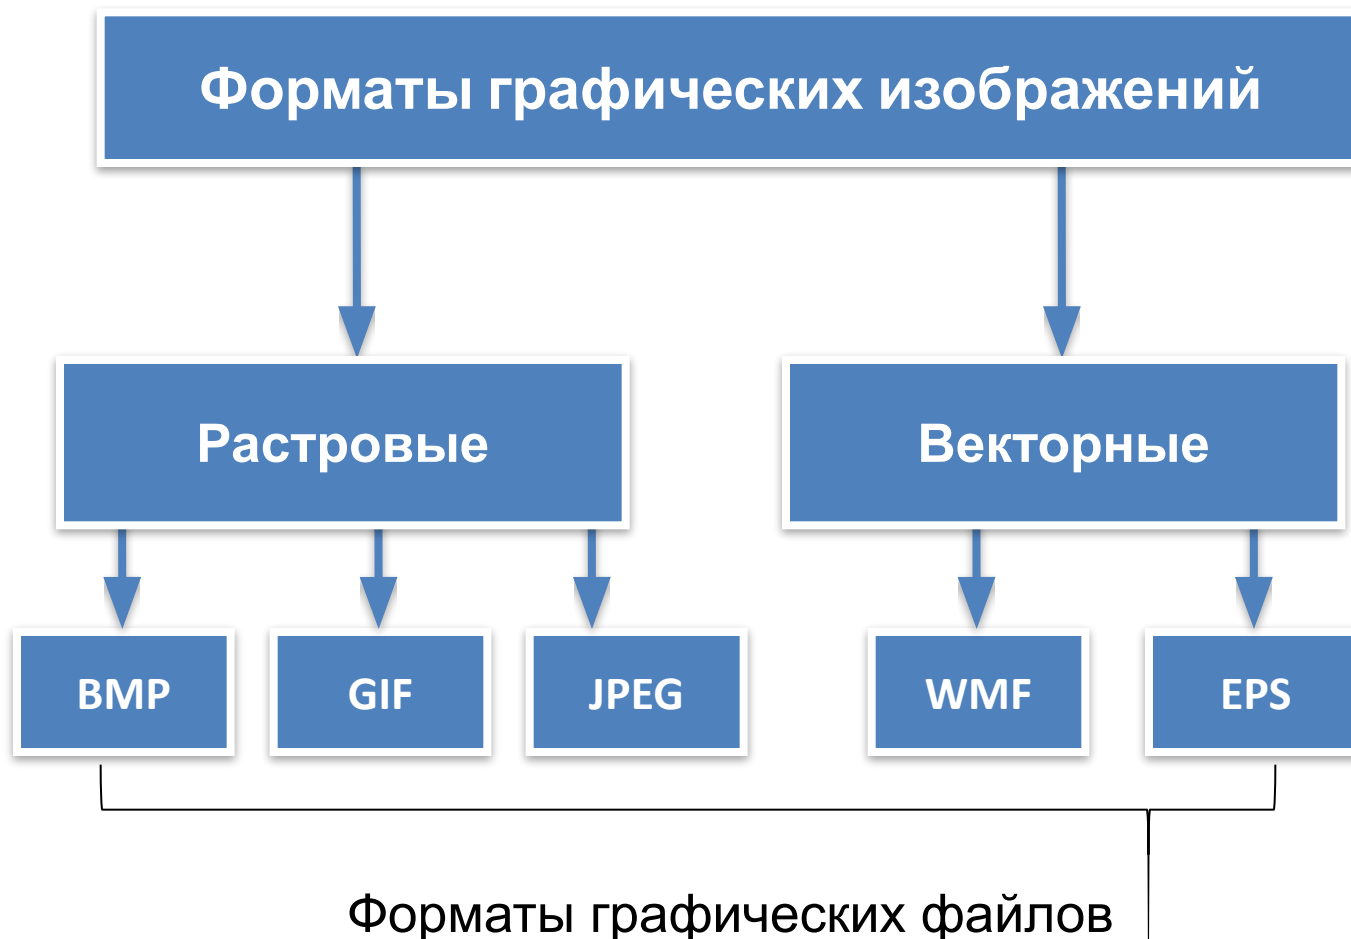 Форматы графических изображений
Растровые
Векторные
BMP
GIF
JPEG
WMF
EPS
Форматы графических файлов